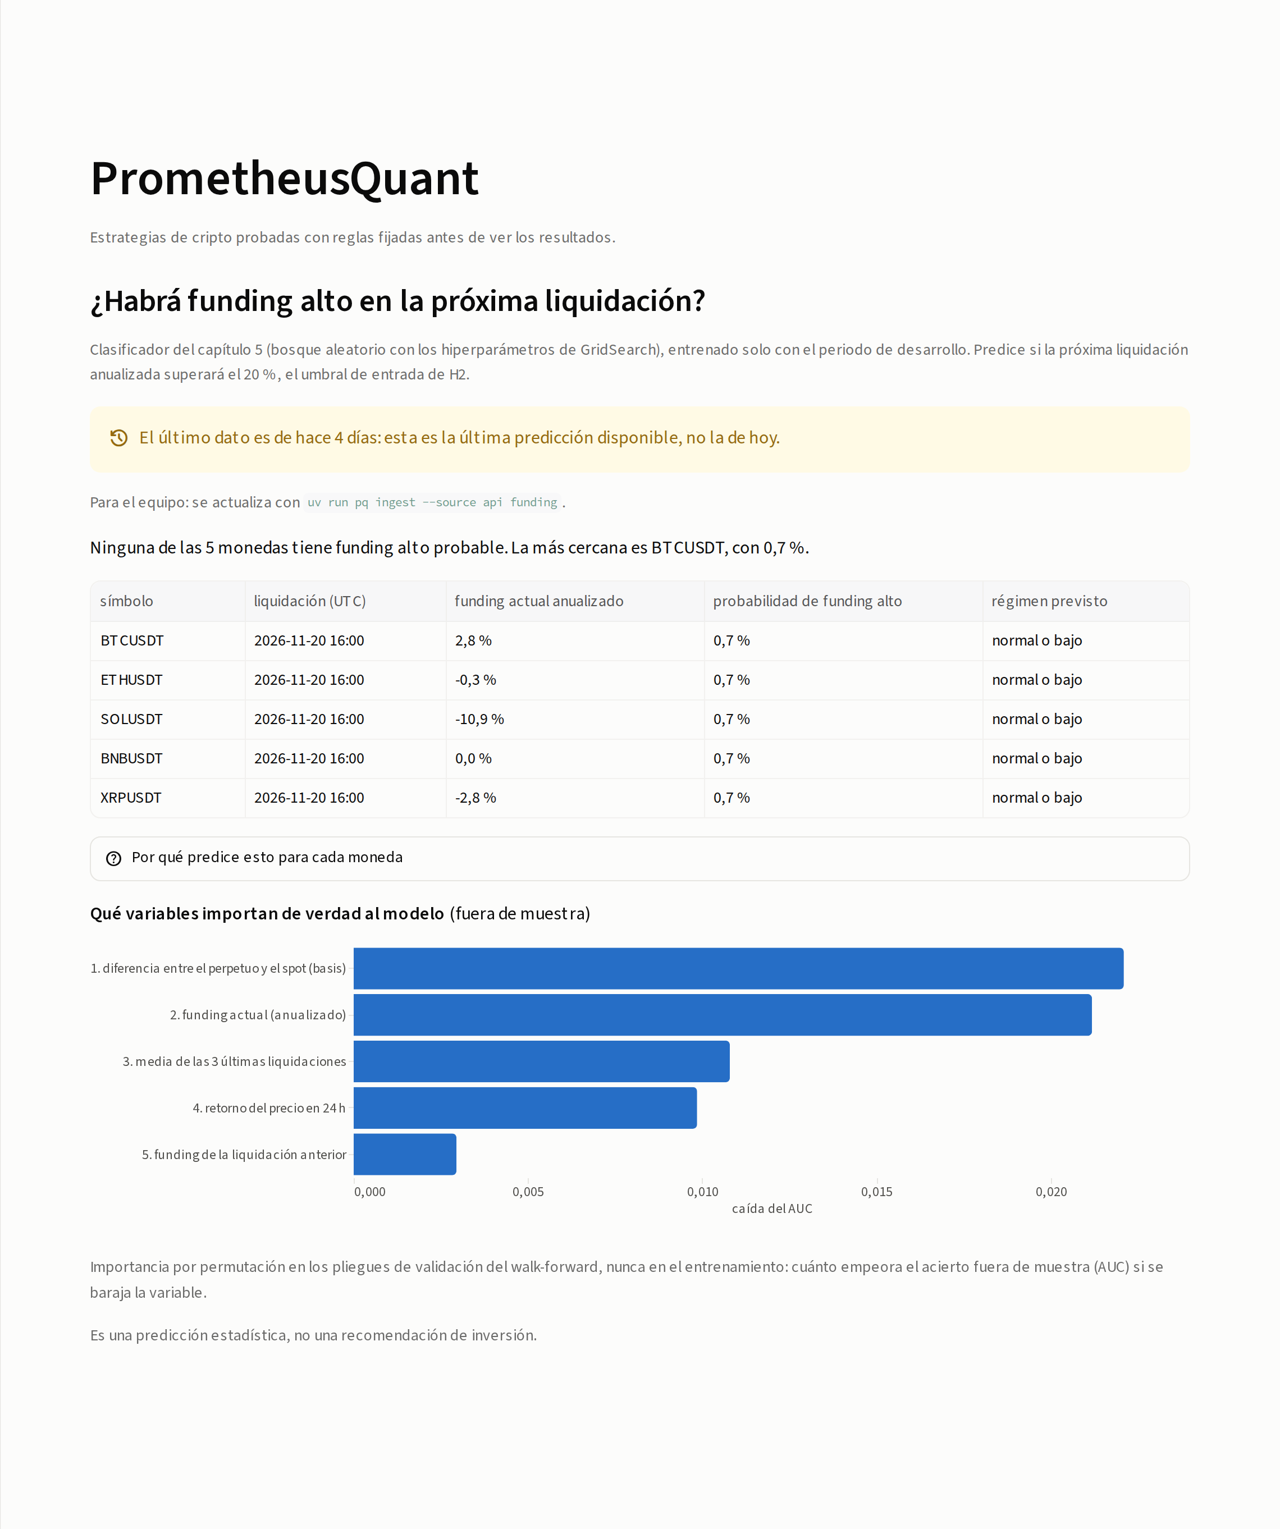 PrometheusQuant
Estrategias de cripto probadas con reglas fijadas antes de ver los resultados.
¿Habrá funding alto en la próxima liquidación?
Clasificador del capítulo 5 (bosque aleatorio con los hiperparámetros de GridSearch), entrenado solo con el periodo de desarrollo. Predice si la próxima liquidación
anualizada superará el 20 %, el umbral de entrada de H2.
El último dato es de hace 4 días: esta es la última predicción disponible, no la de hoy.
Para el equipo: se actualiza con uv run pq ingest --source api funding .
Ninguna de las 5 monedas tiene funding alto probable. La más cercana es BTCUSDT, con 0,7 %.
símbolo liquidación (UTC) funding actual anualizado probabilidad de funding alto régimen previsto
BTCUSDT 2026-11-20 16:00 2,8 % 0,7 % normal o bajo
ETHUSDT 2026-11-20 16:00 -0,3 % 0,7 % normal o bajo
SOLUSDT 2026-11-20 16:00 -10,9 % 0,7 % normal o bajo
BNBUSDT 2026-11-20 16:00 0,0 % 0,7 % normal o bajo
XRPUSDT 2026-11-20 16:00 -2,8 % 0,7 % normal o bajo
Por qué predice esto para cada moneda
Qué variables importan de verdad al modelo (fuera de muestra)
1. diferencia entre el perpetuo y el spot (basis)
2. funding actual (anualizado)
3. media de las 3 últimas liquidaciones
4. retorno del precio en 24 h
5. funding de la liquidación anterior
0,000 0,005 0,010 0,015 0,020
caída del AUC
Importancia por permutación en los pliegues de validación del walk-forward, nunca en el entrenamiento: cuánto empeora el acierto fuera de muestra (AUC) si se
baraja la variable.
Es una predicción estadística, no una recomendación de inversión.